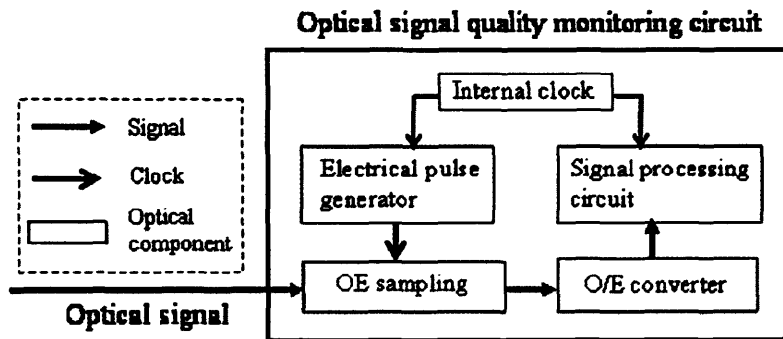 Optical signal quality monitoring circuit
Internal clock
Signal
Clock
Optical
component
Electrical pulse
generator
Signal processing
circuit
OE sampling
O/E converter
Optical signal